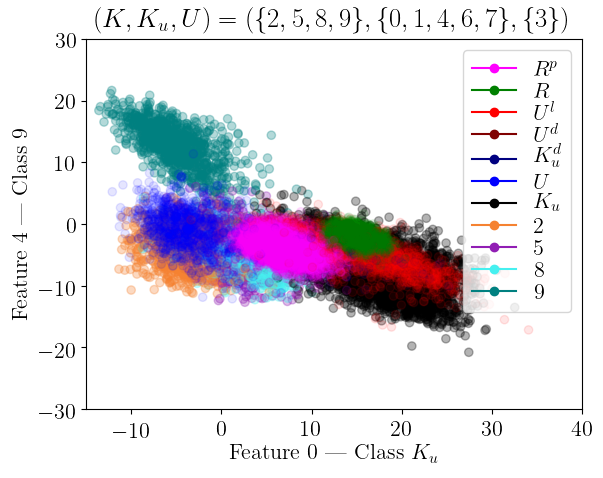 (K, K_u, U) = ({2, 5, 8, 9}, {0, 1, 4, 6, 7}, {3})
30
20
10
0
−10
−20
−30
Feature 4 — Class 9
R^p
R
U^l
U^d
K_u^d
U
K_u
2
5
8
9
−10
0
10
20
30
40
Feature 0 — Class K_u